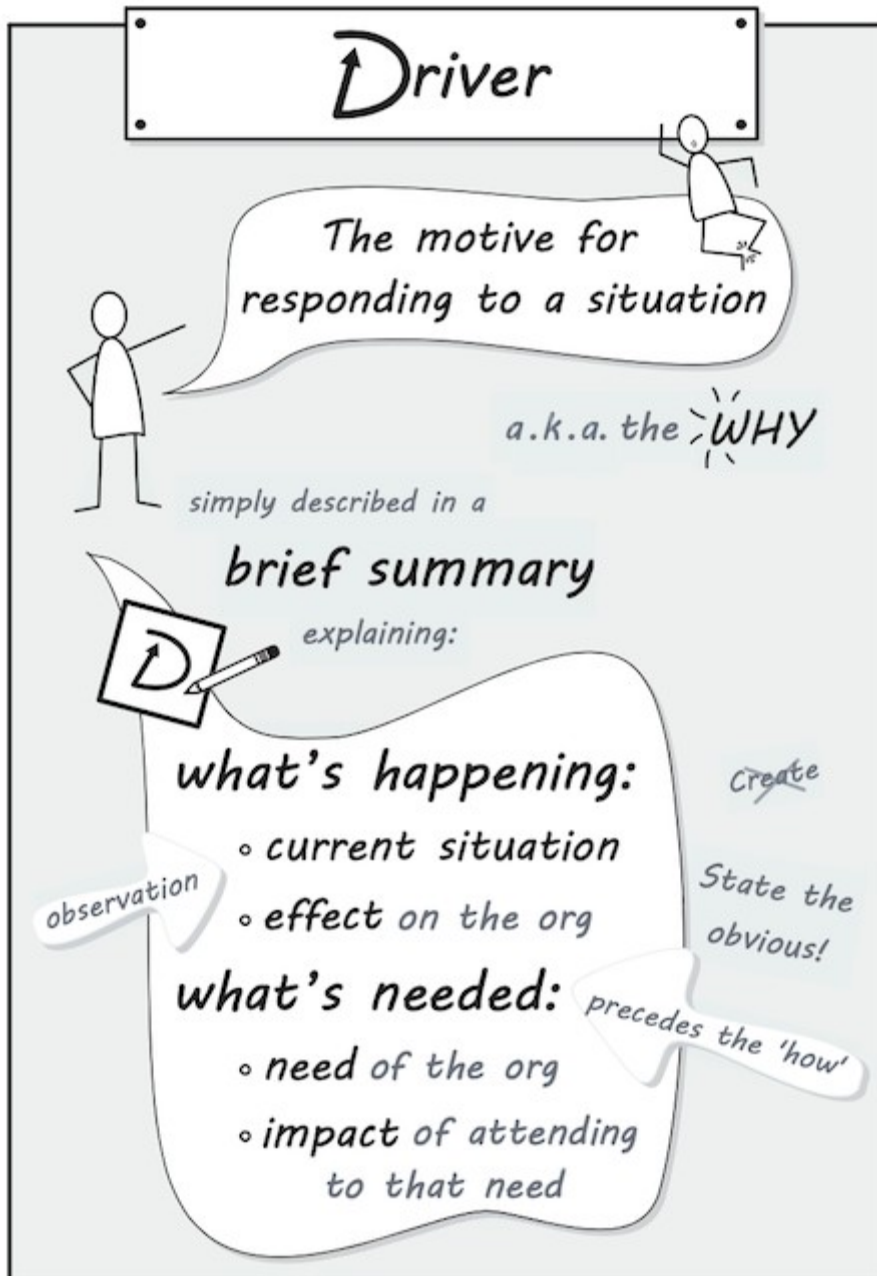 Driver
The motive for
responding to a situation
a.k.a. the WHY
simply described in a
brief summary
explaining:
D
what's happening:
Create
◦ current situation
observation
◦ effect on the org
State the
obvious!
what's needed:
precedes the 'how'
◦ need of the org
◦ impact of attending
to that need